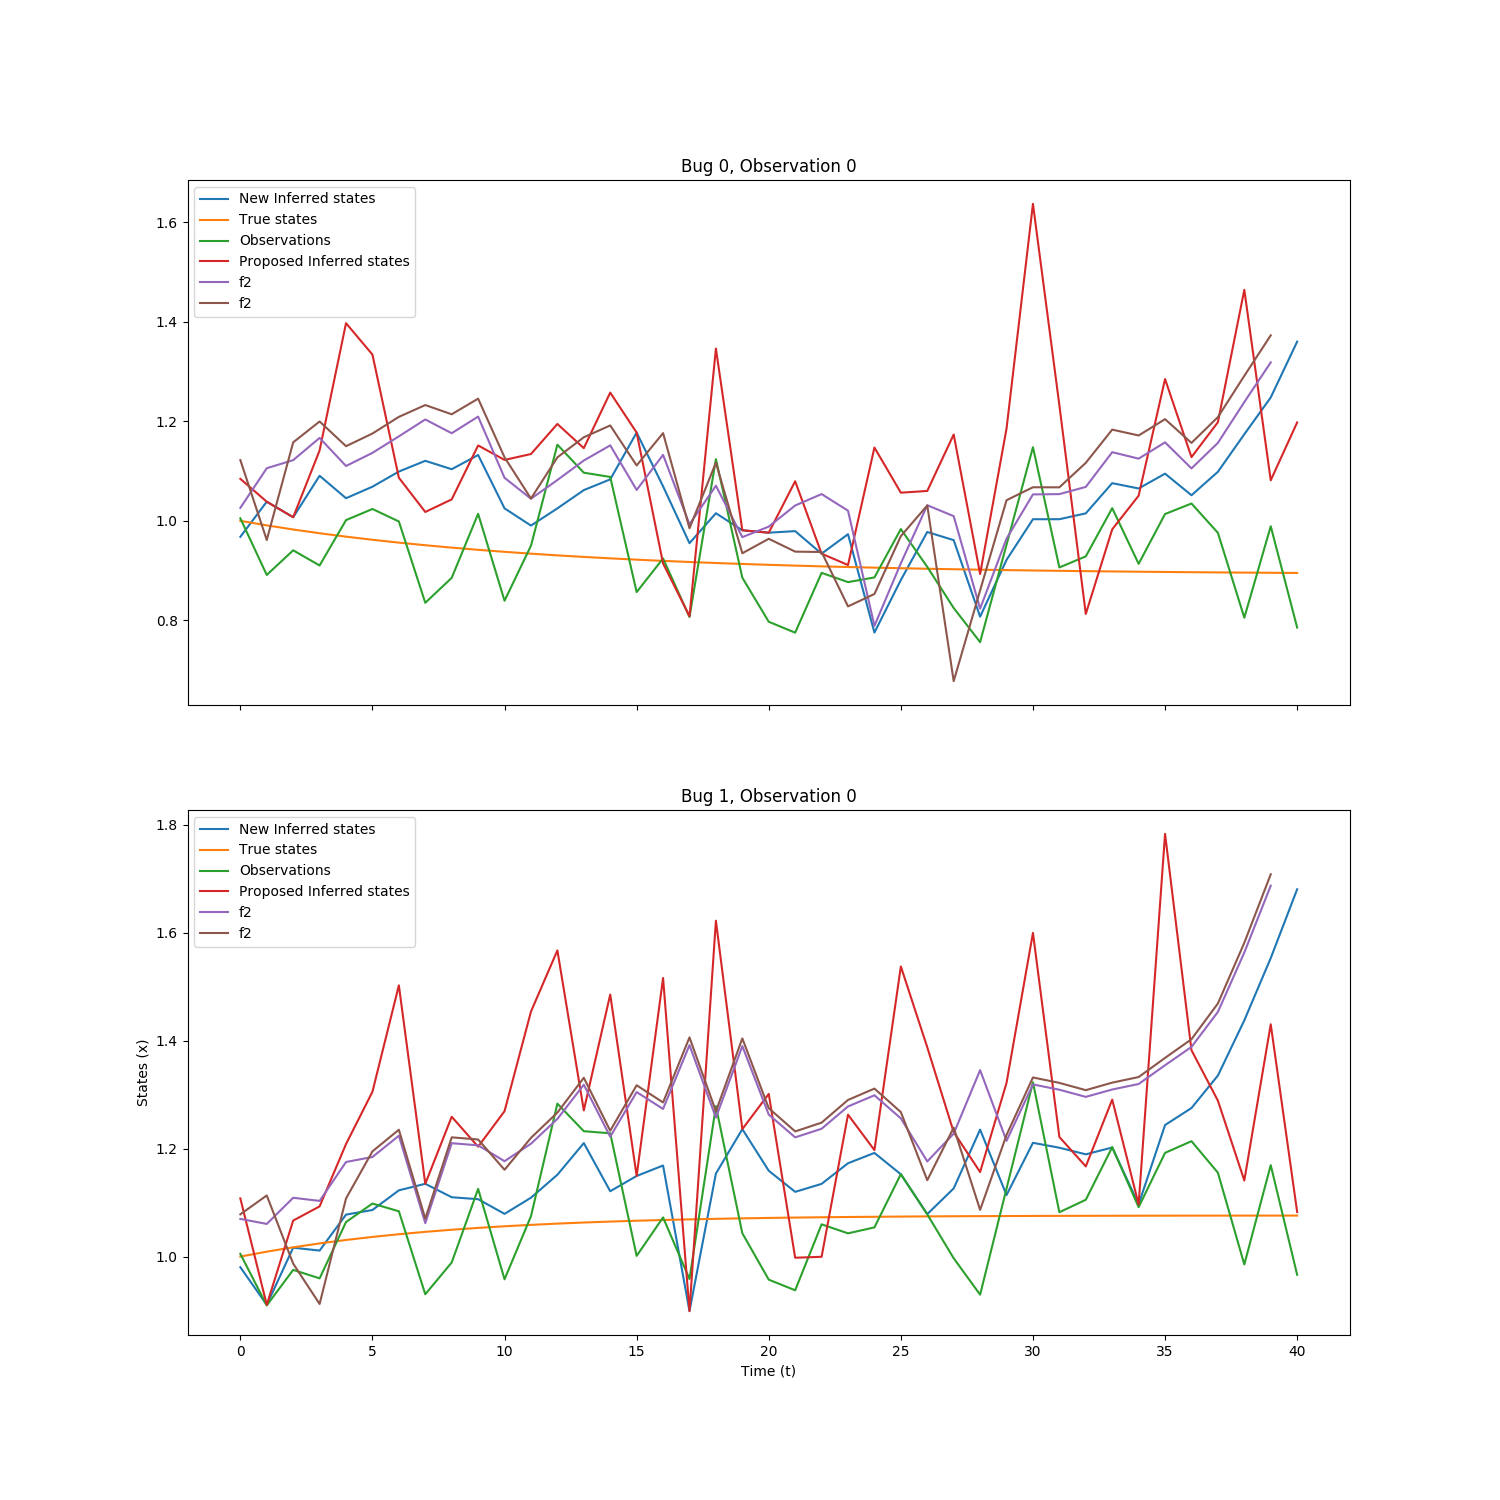 Bug 0, Observation 0
New Inferred states
True states
Observations
Proposed Inferred states
f2
f2
1.6
1.4
1.2
1.0
0.8
Bug 1, Observation 0
New Inferred states
True states
Observations
Proposed Inferred states
f2
f2
1.8
1.6
1.4
1.2
1.0
States (x)
0 5 10 15 20 25 30 35 40
Time (t)